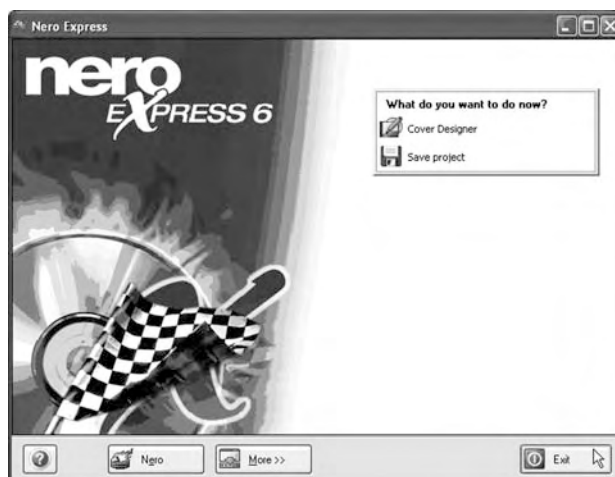 Nero Express
nero
EXPRESS 6
What do you want to do now?
Cover Designer
Save project
?
Nero
More >>
Exit